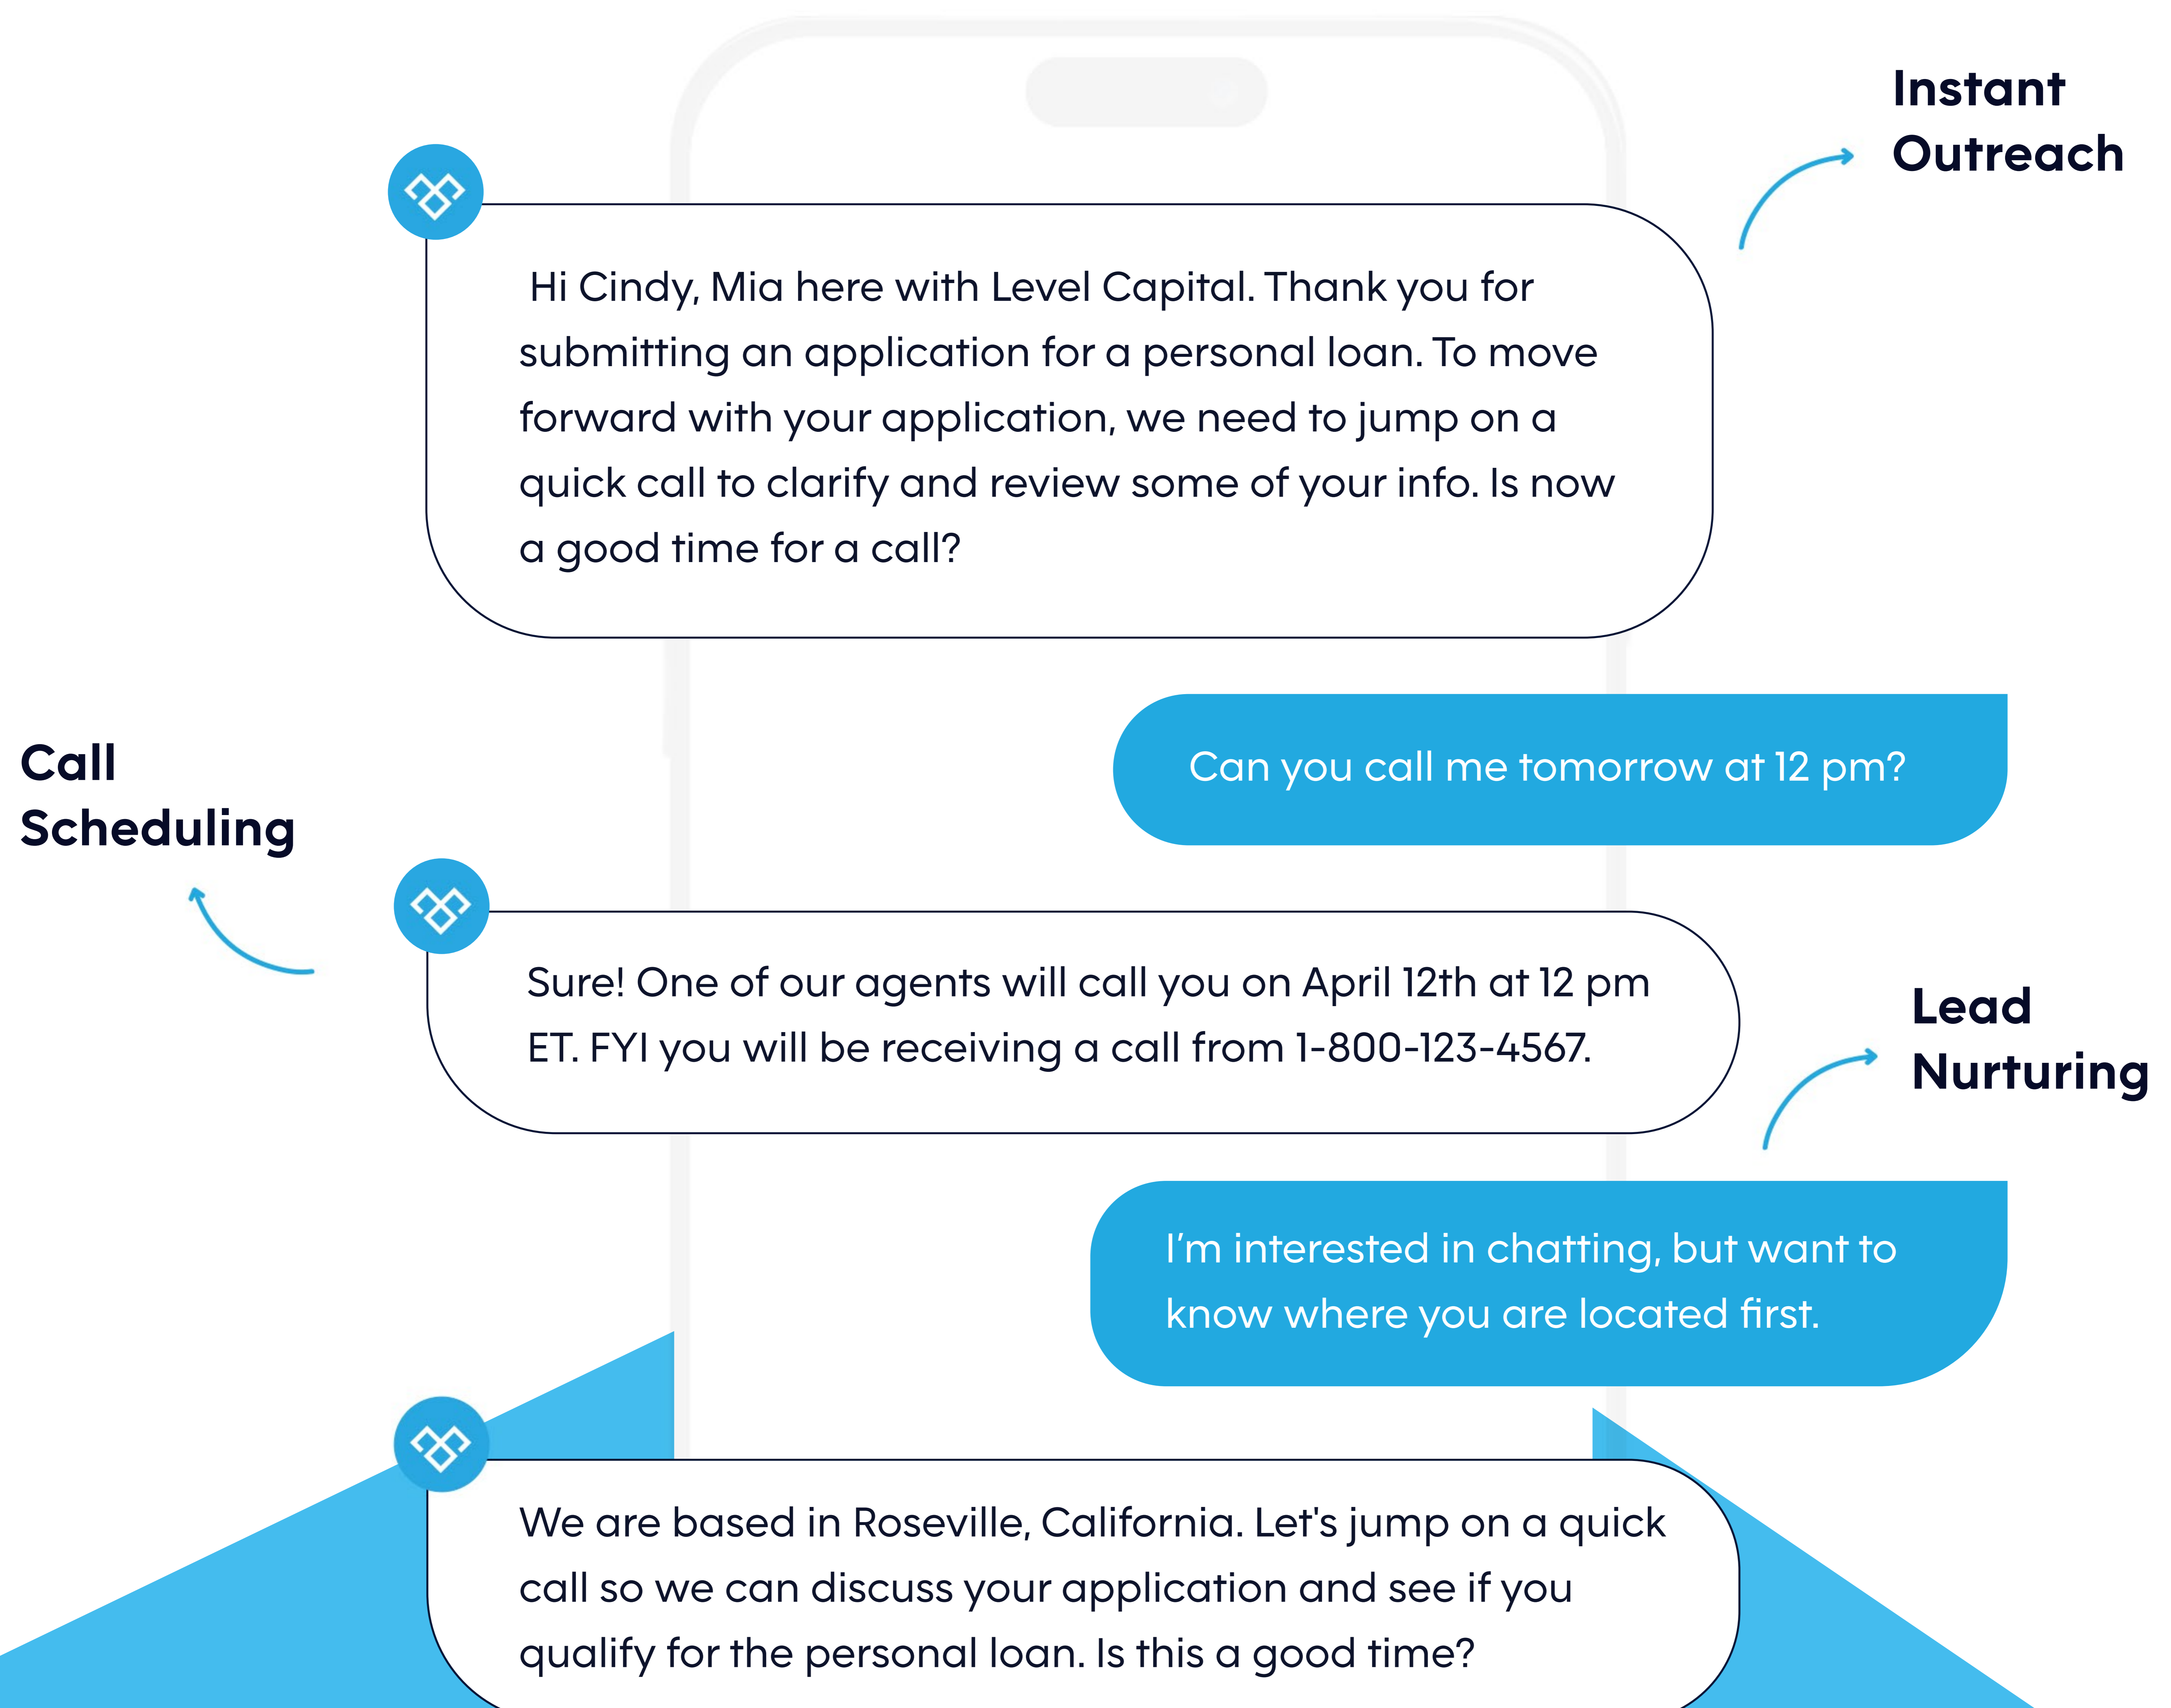 Instant
Outreach
Hi Cindy, Mia here with Level Capital. Thank you for
submitting an application for a personal loan. To move
forward with your application, we need to jump on a
quick call to clarify and review some of your info. Is now
a good time for a call?
Can you call me tomorrow at 12 pm?
Call
Scheduling
Sure! One of our agents will call you on April 12th at 12 pm
ET. FYI you will be receiving a call from 1-800-123-4567.
Lead
Nurturing
I'm interested in chatting, but want to
know where you are located first.
We are based in Roseville, California. Let's jump on a quick
call so we can discuss your application and see if you
qualify for the personal loan. Is this a good time?